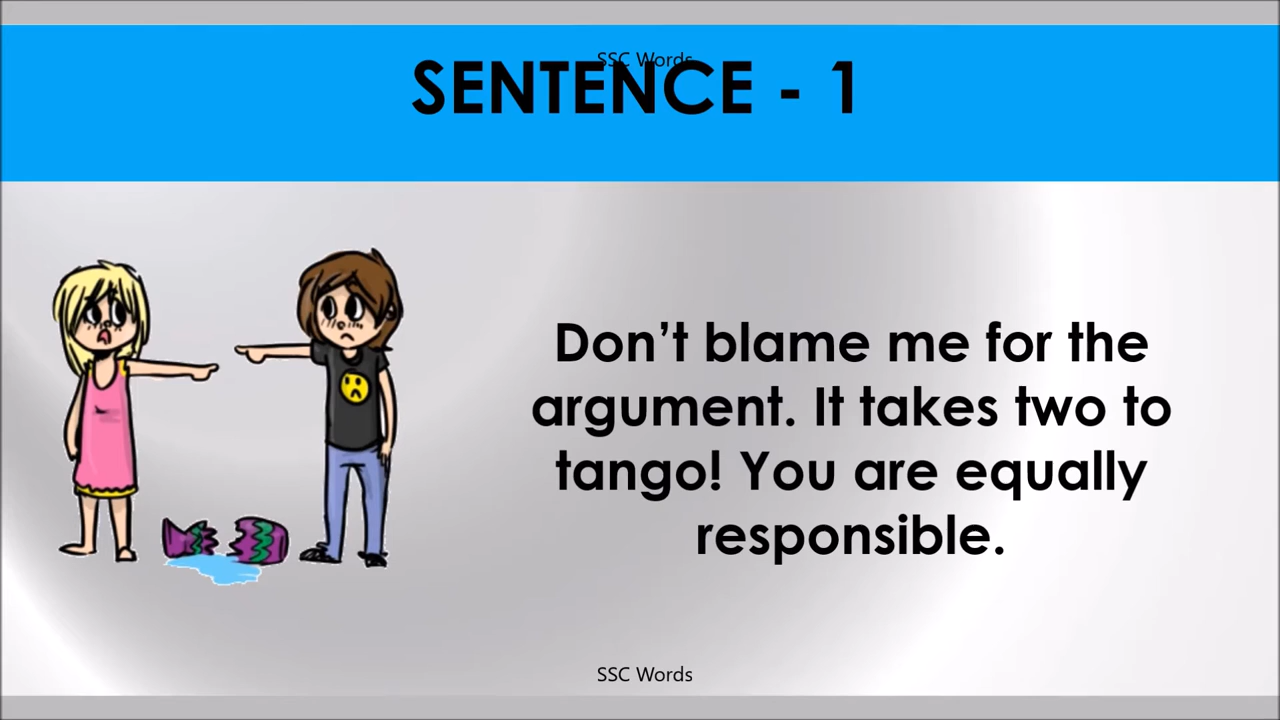 SSC Words
SENTENCE - 1
Don’t blame me for the
argument. It takes two to
tango! You are equally
responsible.
SSC Words